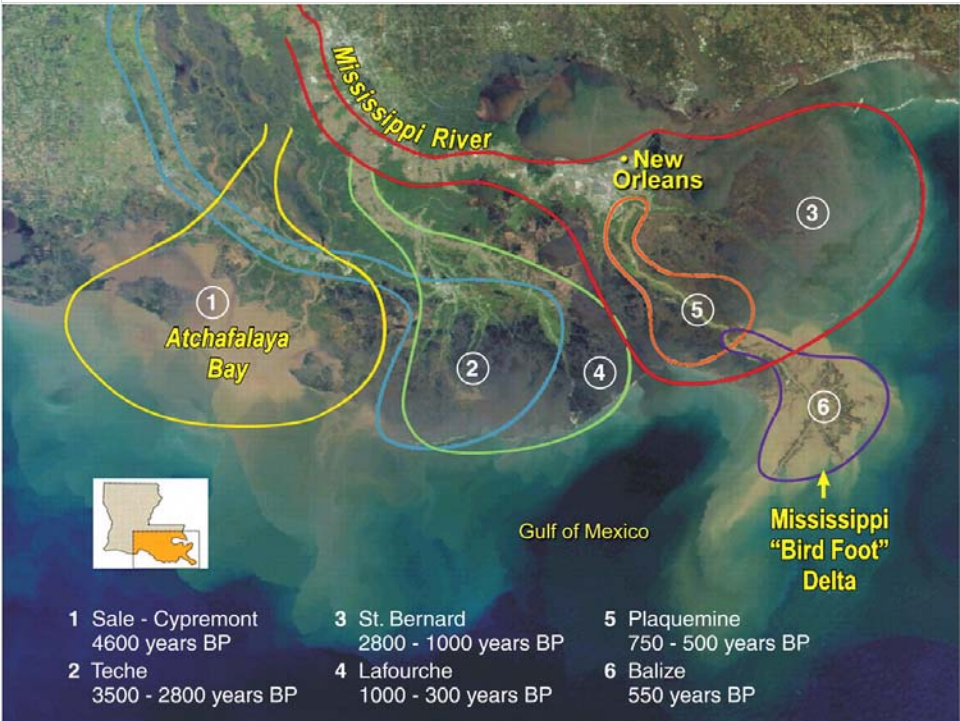 Mississippi River
• New
Orleans
3
1
Atchafalaya
Bay
5
2
4
6
Gulf of Mexico
Mississippi
“Bird Foot”
Delta
1 Sale - Cypremont
4600 years BP
2 Teche
3500 - 2800 years BP
3 St. Bernard
2800 - 1000 years BP
4 Lafourche
1000 - 300 years BP
5 Plaquemine
750 - 500 years BP
6 Balize
550 years BP